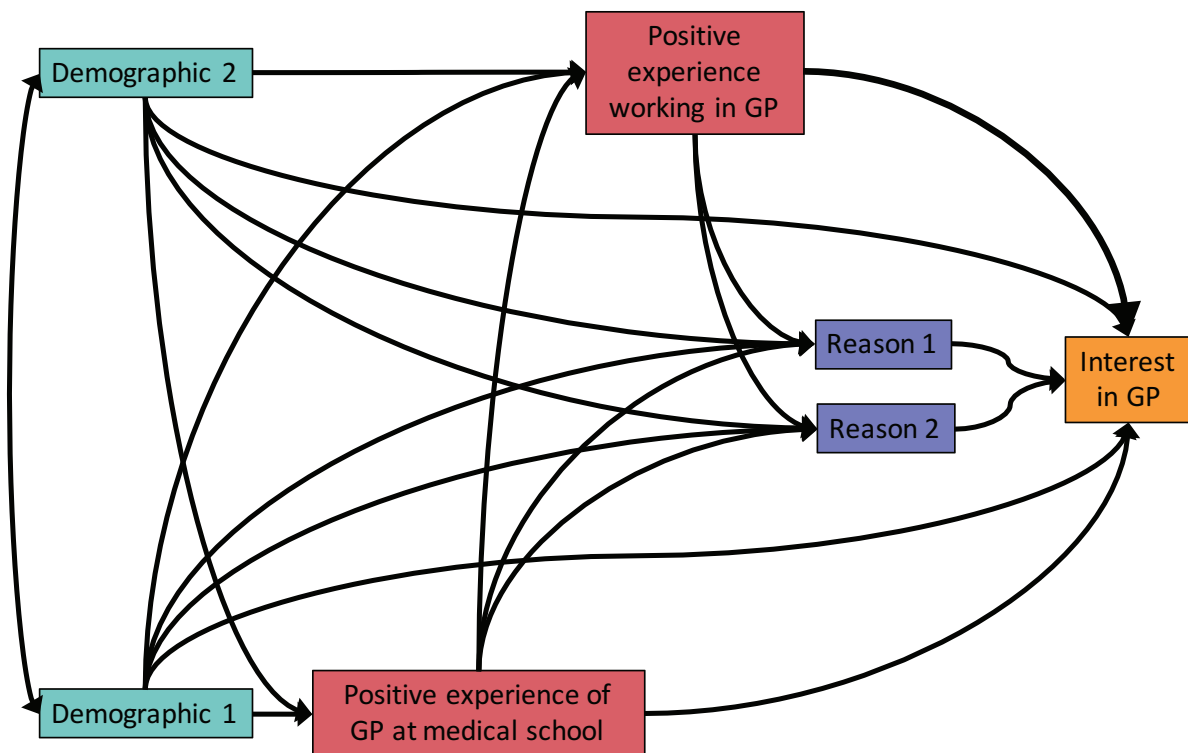 Demographic 2
Positive
experience
working in GP
Reason 1
Reason 2
Interest
in GP
Demographic 1
Positive experience of
GP at medical school